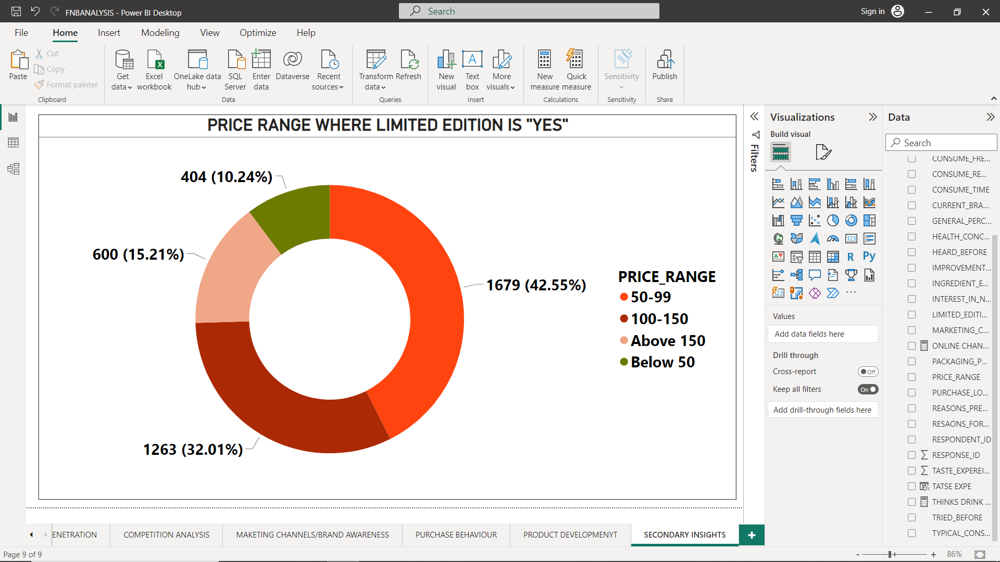 FNBANALYSIS - Power BI Desktop
Search
Sign in
File Home Insert Modeling View Optimize Help
Paste
Cut
Copy
Format painter
Clipboard
Get data
Excel workbook
OneLake data hub
SQL Server
Enter data
Dataverse
Recent sources
Data
Transform data
Refresh
Queries
New visual
Text box
More visuals
Insert
New measure
Quick measure
Calculations
Sensitivity
Sensitivity
Publish
Share
PRICE RANGE WHERE LIMITED EDITION IS "YES"
404 (10.24%)
600 (15.21%)
1679 (42.55%)
1263 (32.01%)
PRICE_RANGE
50-99
100-150
Above 150
Below 50
Filters
Visualizations
Build visual
A
123
R
Py
123
...
Values
Add data fields here
Drill through
Cross-report
Off
Keep all filters
On
Add drill-through fields here
Data
Search
CONSUME_FRE...
CONSUME_RE...
CONSUME_TIME
CURRENT_BRA...
GENERAL_PERC...
HEALTH_CONC...
HEARD_BEFORE
IMPROVEMENT...
INGREDIENT_E...
INTEREST_IN_N...
LIMITED_EDITI...
MARKETING_C...
ONLINE CHAN...
PACKAGING_P...
PRICE_RANGE
PURCHASE_LO...
REASONS_PRE...
RESAONS_FOR...
RESPONDENT_ID
RESPONSE_ID
TASTE_EXPEREI...
TATSE EXPE
THINKS DRINK ...
TRIED_BEFORE
TYPICAL_CONS...
ENETRATION
COMPETITION ANALYSIS
MAKETING CHANNELS/BRAND AWARENESS
PURCHASE BEHAVIOUR
PRODUCT DEVELOPMENYT
SECONDARY INSIGHTS
+
Page 9 of 9
- + 86%